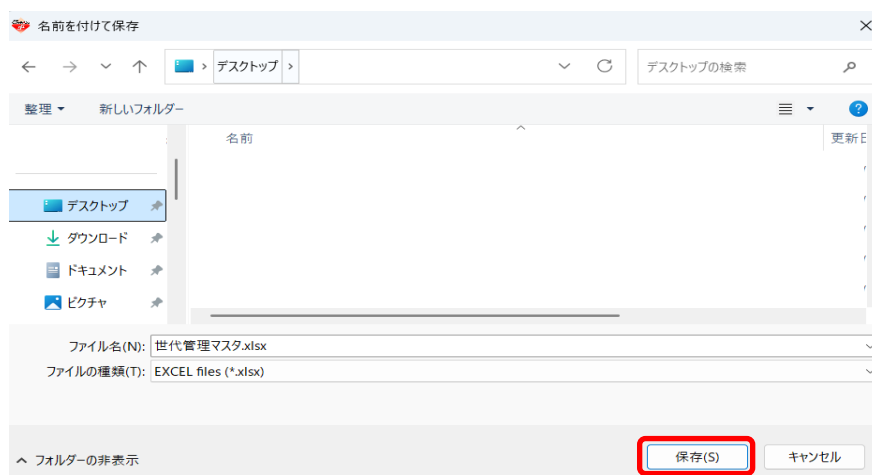 名前を付けて保存
デスクトップ
デスクトップの検索
整理
新しいフォルダー
名前
更新日
デスクトップ
ダウンロード
ドキュメント
ピクチャ
ファイル名(N): 世代管理マスタ.xlsx
ファイルの種類(T): EXCEL files (*.xlsx)
フォルダーの非表示
保存(S)
キャンセル